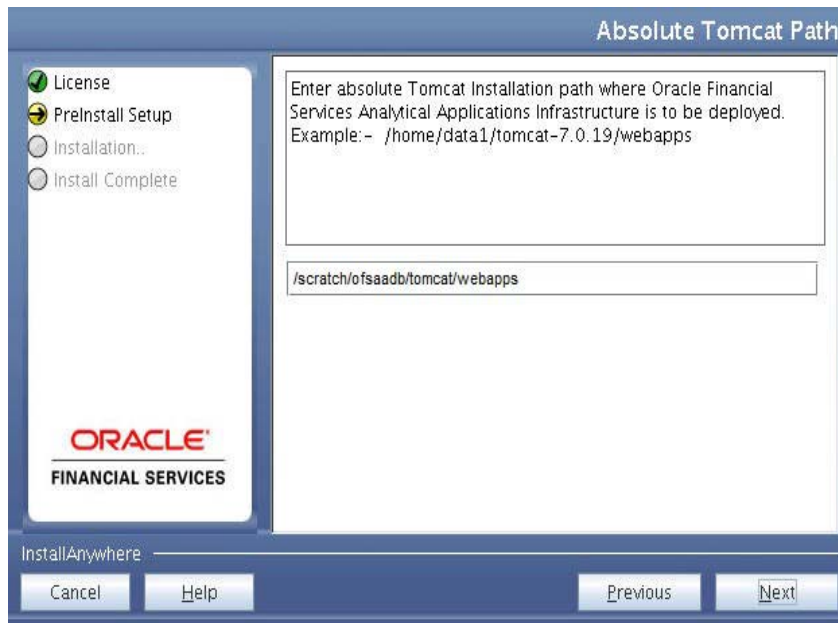 Absolute Tomcat Path
License
PreInstall Setup
Installation..
Install Complete
Enter absolute Tomcat Installation path where Oracle Financial
Services Analytical Applications Infrastructure is to be deployed.
Example:- /home/data1/tomcat-7.0.19/webapps
/scratch/ofsaadb/tomcat/webapps
ORACLE
FINANCIAL SERVICES
InstallAnywhere
Cancel
Help
Previous
Next